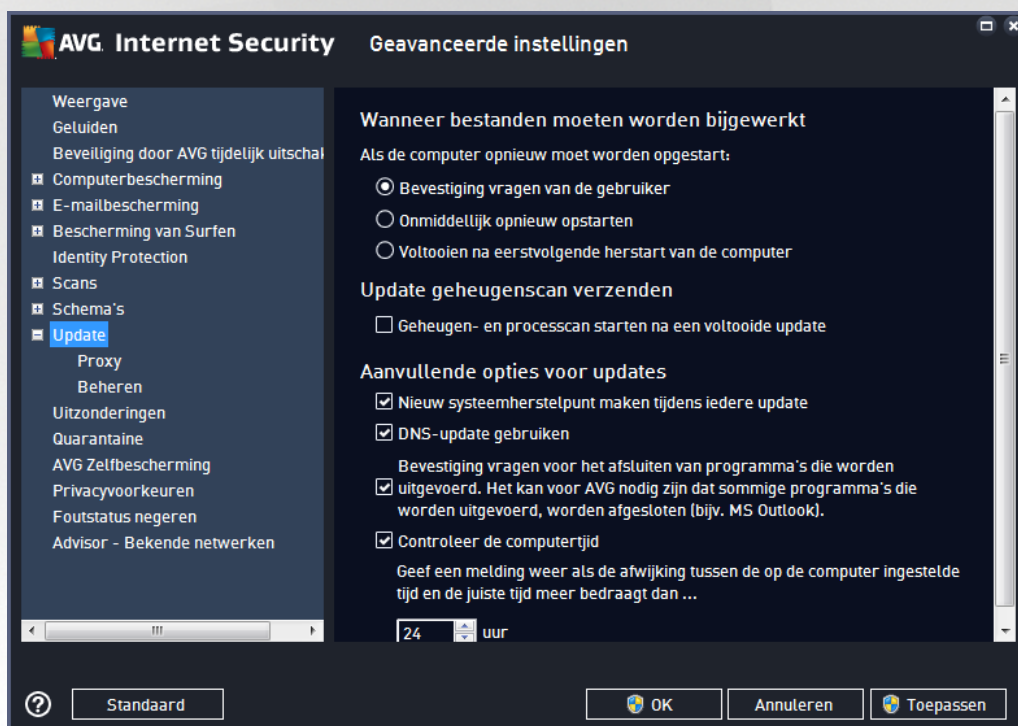 AVG. Internet Security
Geavanceerde instellingen
Weergave
Geluiden
Beveiliging door AVG tijdelijk uitschak
Computerbescherming
E-mailbescherming
Bescherming van Surfen
Identity Protection
Scans
Schema's
Update
Proxy
Beheren
Uitzonderingen
Quarantaine
AVG Zelfbescherming
Privacyvoorkeuren
Foutstatus negeren
Advisor - Bekende netwerken
Wanneer bestanden moeten worden bijgewerkt
Als de computer opnieuw moet worden opgestart:
Bevestiging vragen van de gebruiker
Onmiddellijk opnieuw opstarten
Voltooien na eerstvolgende herstart van de computer
Update geheugenscan verzenden
Geheugen- en processcan starten na een voltooide update
Aanvullende opties voor updates
Nieuw systeemherstelpunt maken tijdens iedere update
DNS-update gebruiken
Bevestiging vragen voor het afsluiten van programma's die worden
uitgevoerd. Het kan voor AVG nodig zijn dat sommige programma's die
worden uitgevoerd, worden afgesloten (bijv. MS Outlook).
Controleer de computertjid
Geef een melding weer als de afwijking tussen de op de computer ingestelde
tijd en de juiste tijd meer bedraagt dan ...
24 uur
Standaard
OK
Annuleren
Toepassen